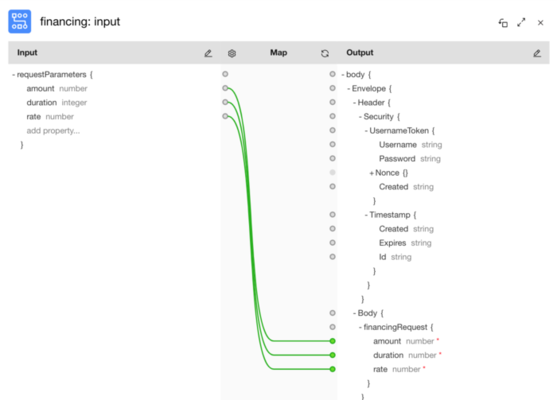 financing: input
Input
Map
Output
- requestParameters {
amount number
duration integer
rate number
add property...
}
- body {
- Envelope {
- Header {
- Security {
- UsernameToken {
Username string
Password string
+ Nonce {}
Created string
}
- Timestamp {
Created string
Expires string
Id string
}
}
}
- Body {
- financingRequest {
amount number *
duration number *
rate number *
}
}